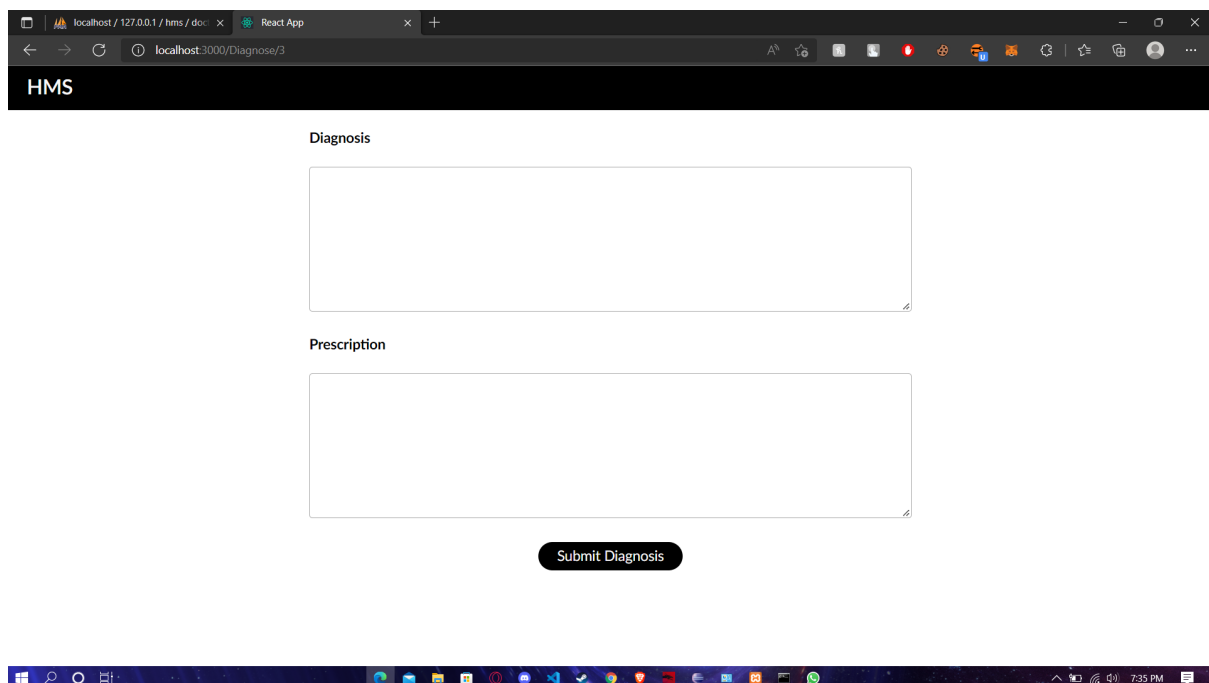 localhost / 127.0.0.1 / hms / doc
React App
localhost:3000/Diagnose/3
HMS
Diagnosis
Prescription
Submit Diagnosis
7:35 PM